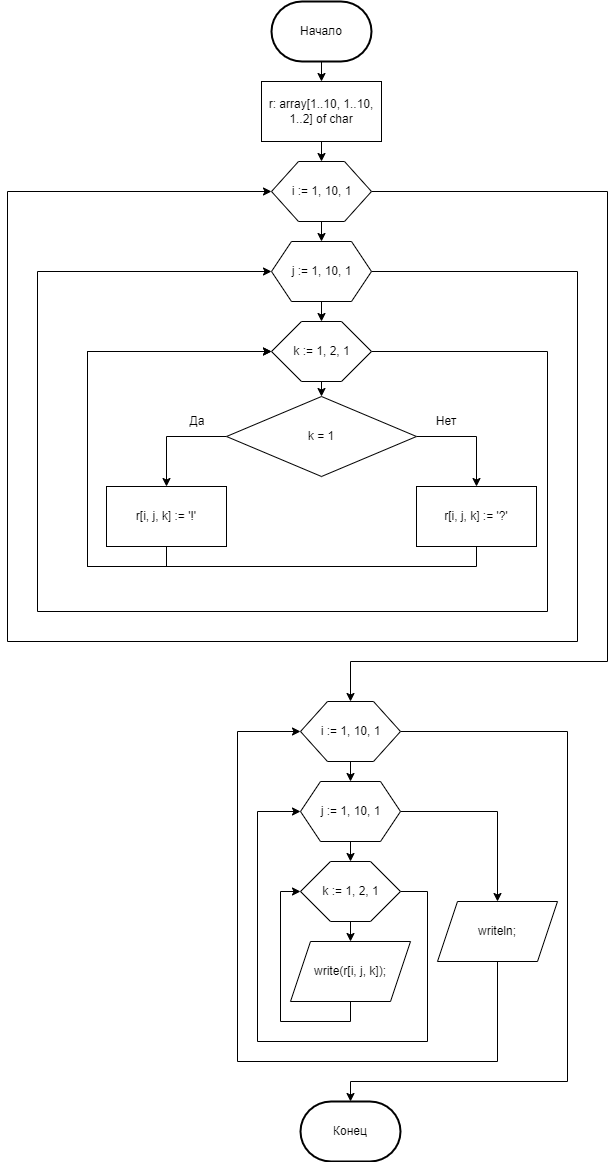 Начало
r: array[1..10, 1..10,
1..2] of char
i := 1, 10, 1
j := 1, 10, 1
k := 1, 2, 1
Да
Нет
k = 1
r[i, j, k] := '!'
r[i, j, k] := '?'
i := 1, 10, 1
j := 1, 10, 1
k := 1, 2, 1
writeln;
write(r[i, j, k]);
Конец